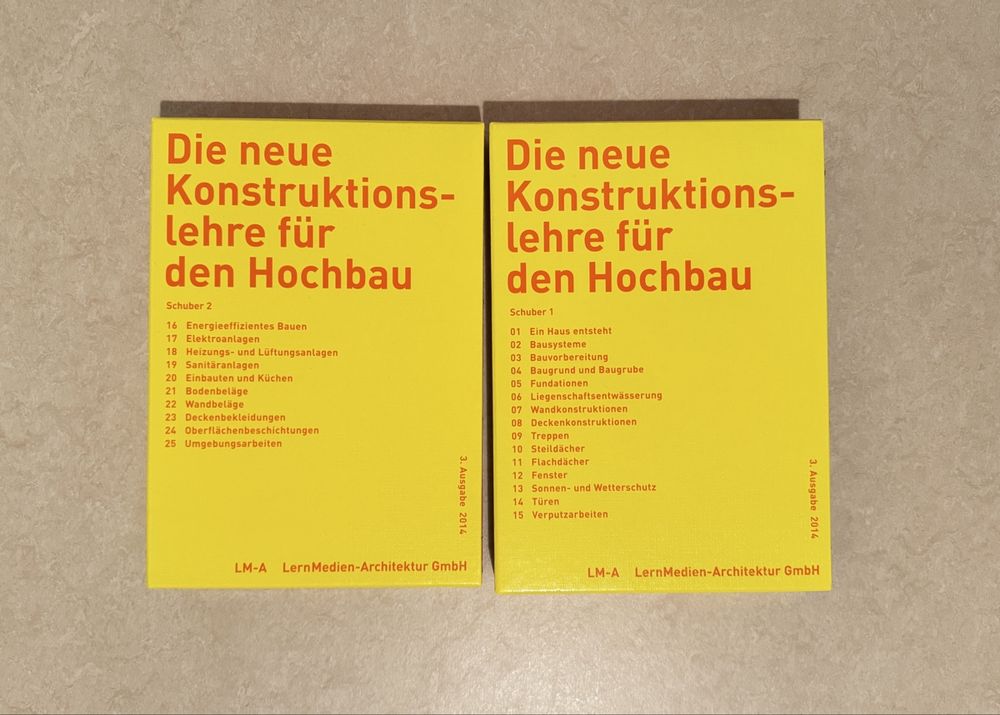 Die neue
Konstruktions-
lehre für
den Hochbau
Schuber 2
16 Energieeffizientes Bauen
17 Elektroanlagen
18 Heizungs- und Lüftungsanlagen
19 Sanitäranlagen
20 Einbauten und Küchen
21 Bodenbeläge
22 Wandbeläge
23 Deckenbekleidungen
24 Oberflächenbeschichtungen
25 Umgebungsarbeiten
3. Ausgabe 2014
LM-A LernMedien-Architektur GmbH
Die neue
Konstruktions-
lehre für
den Hochbau
Schuber 1
01 Ein Haus entsteht
02 Bausysteme
03 Bauvorbereitung
04 Baugrund und Baugrube
05 Fundationen
06 Liegenschaftsentwässerung
07 Wandkonstruktionen
08 Deckenkonstruktionen
09 Treppen
10 Steildächer
11 Flachdächer
12 Fenster
13 Sonnen- und Wetterschutz
14 Türen
15 Verputzarbeiten
3. Ausgabe 2014
LM-A LernMedien-Architektur GmbH